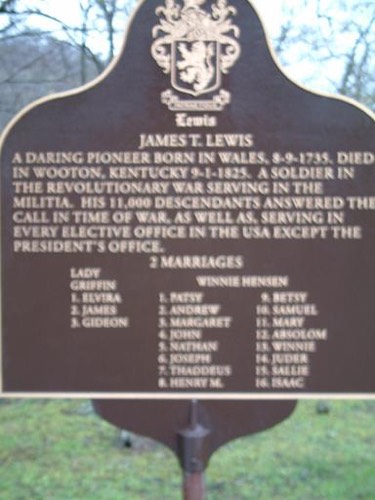 Lewis
JAMES T. LEWIS
A DARING PIONEER BORN IN WALES, 8-9-1735. DIED
IN WOOTON, KENTUCKY 9-1-1825. A SOLDIER IN
THE REVOLUTIONARY WAR SERVING IN THE
MILITIA. HIS 11,000 DESCENDANTS ANSWERED THE
CALL IN TIME OF WAR, AS WELL AS, SERVING IN
EVERY ELECTIVE OFFICE IN THE USA EXCEPT THE
PRESIDENT'S OFFICE.
2 MARRIAGES
LADY
GRIFFIN
1. ELVIRA
2. JAMES
3. GIDEON
WINNIE HENSEN
1. PATSY
2. ANDREW
3. MARGARET
4. JOHN
5. NATHAN
6. JOSEPH
7. THADDEUS
8. HENRY M.
9. BETSY
10. SAMUEL
11. MARY
12. ABSOLOM
13. WINNIE
14. JUDER
15. SALLIE
16. ISAAC